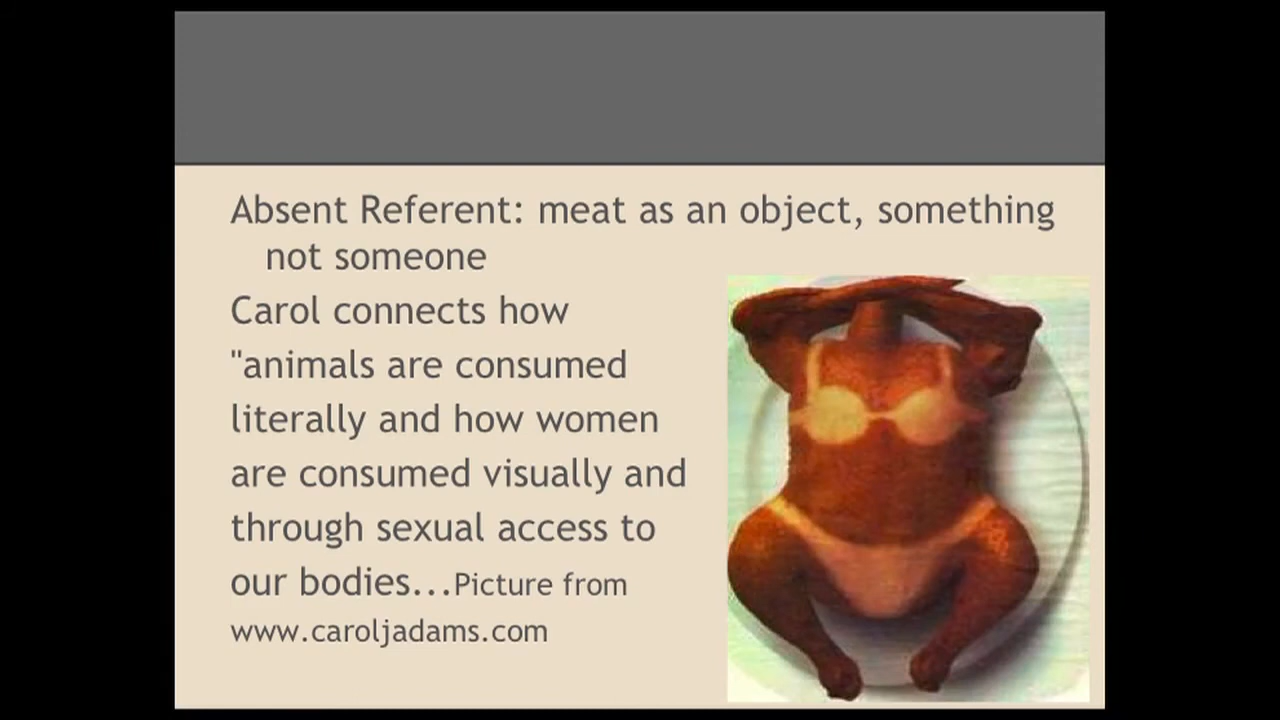 Absent Referent: meat as an object, something
not someone
Carol connects how
"animals are consumed
literally and how women
are consumed visually and
through sexual access to
our bodies...Picture from
www.caroljadams.com